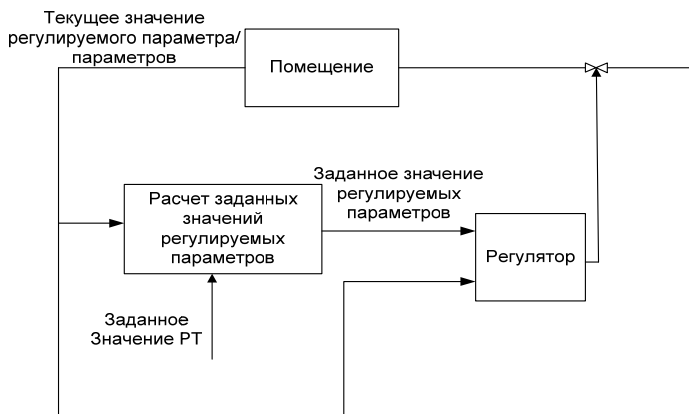 Текущее значение
регулируемого параметра/
параметров
Помещение
Расчет заданных
значений
регулируемых
параметров
Заданное значение
регулируемых
параметров
Регулятор
Заданное
Значение РТ